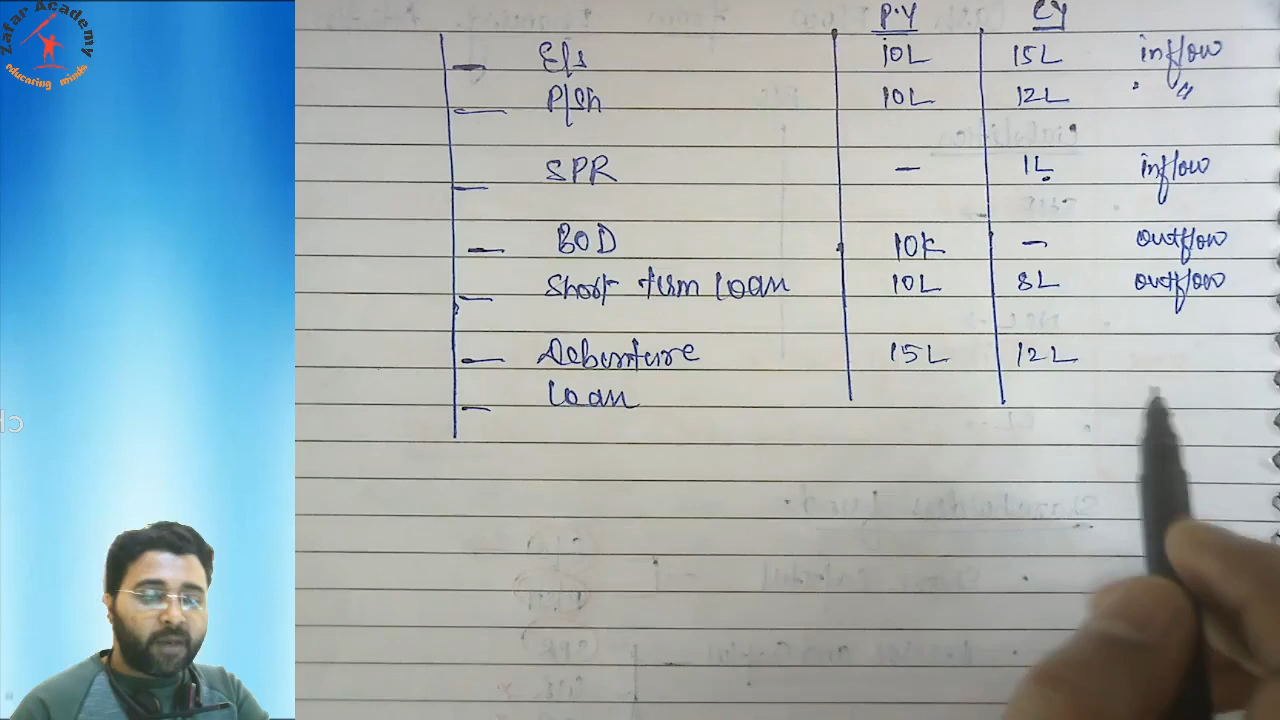 Zafar Academy
educating minds
P.Y CY
E/s 10L 15L inflow
P/Sh 10L 12L " "
SPR - 1L inflow
BOD 10K - outflow
Short term loan 10L 8L outflow
Debenture 15L 12L
Loan